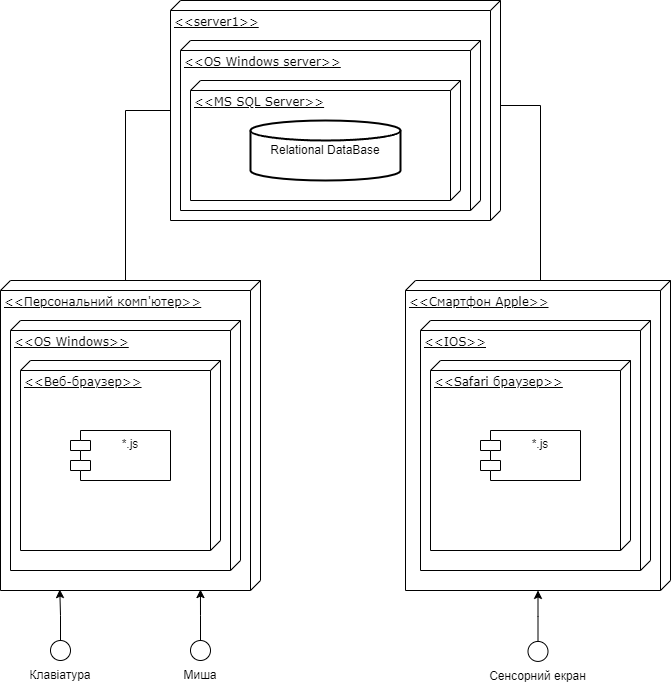 <<server1>>
<<OS Windows server>>
<<MS SQL Server>>
Relational DataBase
<<Персональний комп'ютер>>
<<OS Windows>>
<<Веб-браузер>>
*.js
<<Смартфон Apple>>
<<IOS>>
<<Safari браузер>>
*.js
Клавіатура
Миша
Сенсорний екран